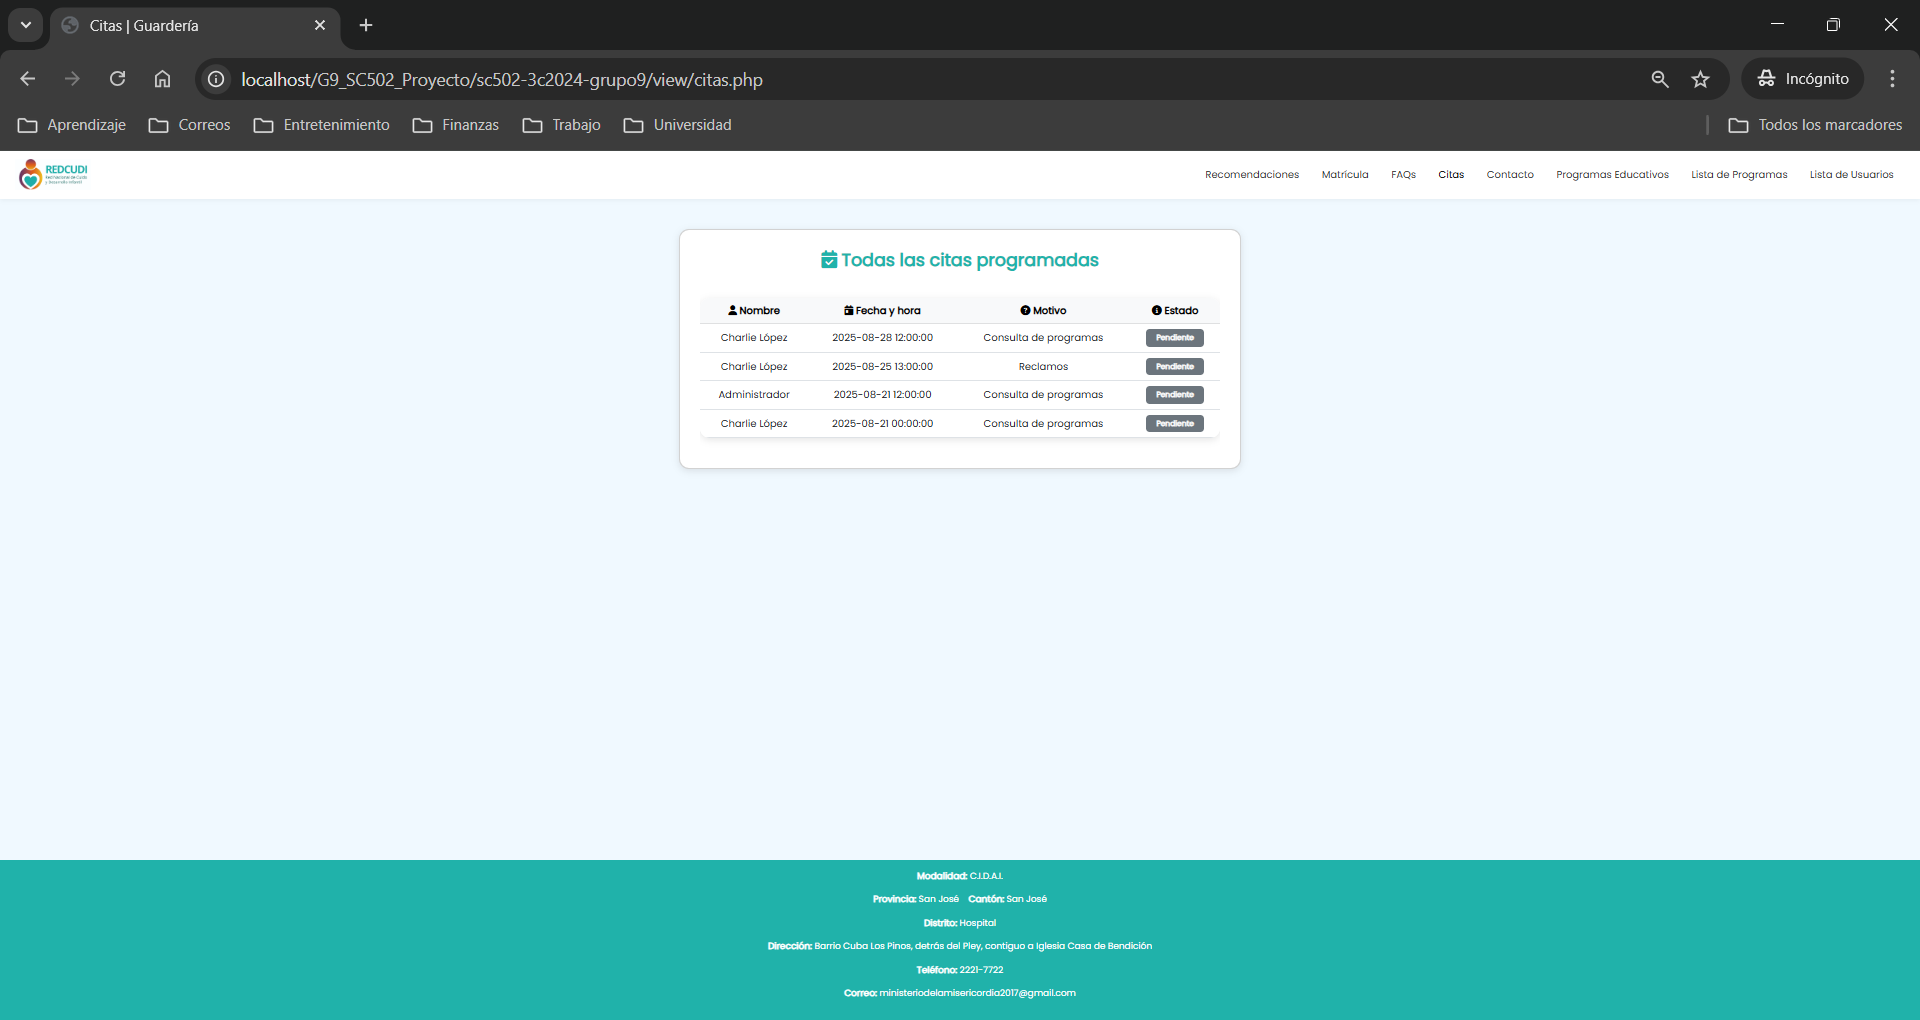 Citas | Guardería
localhost/G9_SC502_Proyecto/sc502-3c2024-grupo9/view/citas.php
Incógnito
Aprendizaje Correos Entretenimiento Finanzas Trabajo Universidad Todos los marcadores
REDCUDI
Recomendaciones Matrícula FAQs Citas Contacto Programas Educativos Lista de Programas Lista de Usuarios
Todas las citas programadas
Nombre Fecha y hora Motivo Estado
Charlie López 2025-08-28 12:00:00 Consulta de programas Pendiente
Charlie López 2025-08-25 13:00:00 Reclamos Pendiente
Administrador 2025-08-21 12:00:00 Consulta de programas Pendiente
Charlie López 2025-08-21 00:00:00 Consulta de programas Pendiente
Modalidad: C.I.D.A.I.
Provincia: San José Cantón: San José
Distrito: Hospital
Dirección: Barrio Cuba Los Pinos, detrás del Pley, contiguo a Iglesia Casa de Bendición
Teléfono: 2221-7722
Correo: ministeriodelamisericordia2017@gmail.com